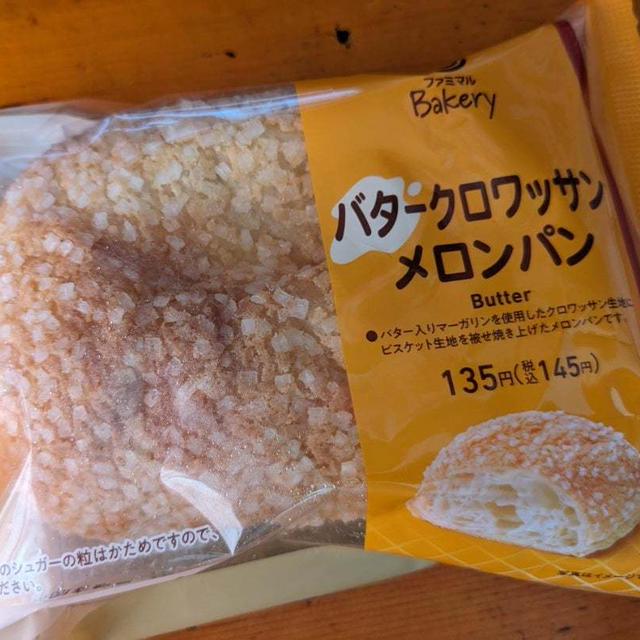 ファミマル
Bakery
バタークロワッサン
メロンパン
Butter
●バター入りマーガリンを使用したクロワッサン生地に
ビスケット生地を被せ焼き上げたメロンパンです。
135円(税込145円)
のシュガーの粒はかためですので、
ださい。